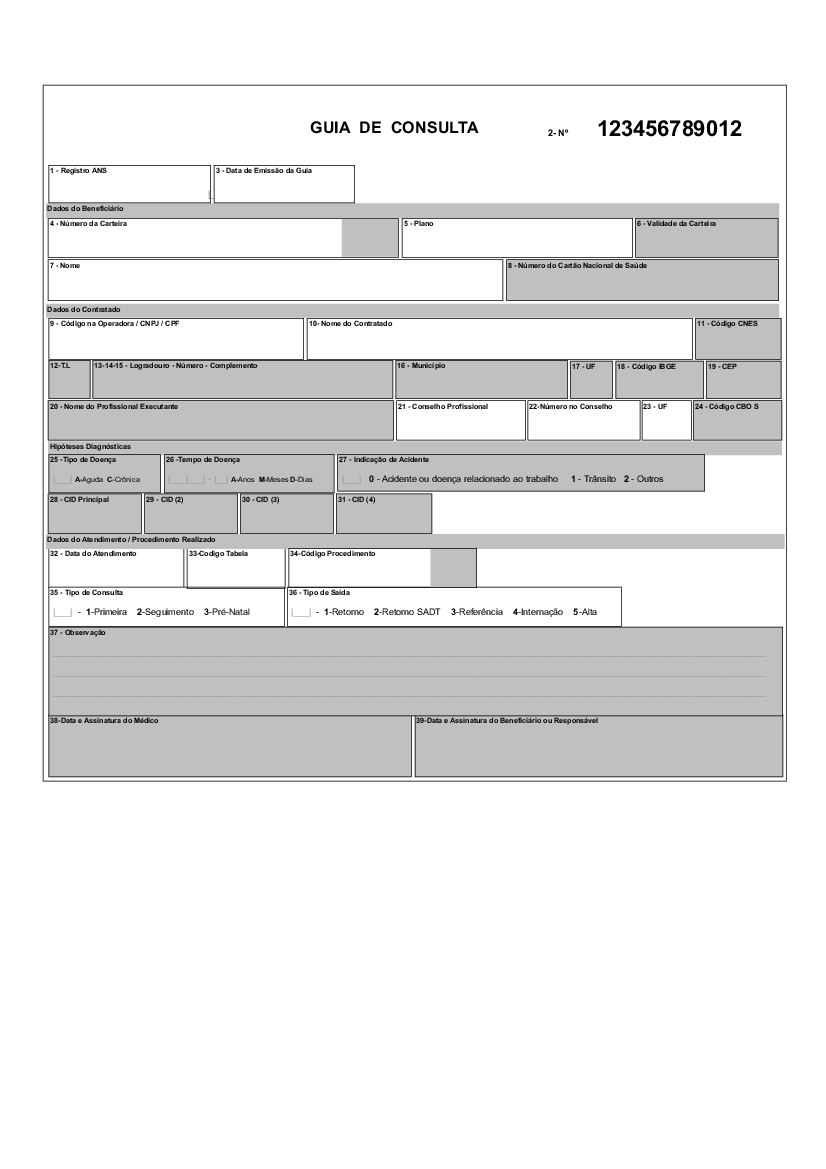 GUIA DE CONSULTA 2- Nº 123456789012
1 - Registro ANS 3 - Data de Emissão da Guia
Dados do Beneficiário
4 - Número da Carteira 5 - Plano 6 - Validade da Carteira
7 - Nome 8 - Número do Cartão Nacional de Saúde
Dados do Contratado
9 - Código na Operadora / CNPJ / CPF 10- Nome do Contratado 11 - Código CNES
12-T.L 13-14-15 - Logradouro - Número - Complemento 16 - Município 17 - UF 18 - Código IBGE 19 - CEP
20 - Nome do Profissional Executante 21 - Conselho Profissional 22-Número no Conselho 23 - UF 24 - Código CBO S
Hipóteses Diagnósticas
25 -Tipo de Doença 26 -Tempo de Doença 27 - Indicação de Acidente
|___| A-Aguda C-Crônica |___|___| - |___| A-Anos M-Meses D-Dias |___| 0 - Acidente ou doença relacionado ao trabalho 1 - Trânsito 2 - Outros
28 - CID Principal 29 - CID (2) 30 - CID (3) 31 - CID (4)
Dados do Atendimento / Procedimento Realizado
32 - Data do Atendimento 33-Codigo Tabela 34-Código Procedimento
35 - Tipo de Consulta 36 - Tipo de Saída
|___| - 1-Primeira 2-Seguimento 3-Pré-Natal |___| - 1-Retorno 2-Retorno SADT 3-Referência 4-Internação 5-Alta
37 - Observação
38-Data e Assinatura do Médico 39-Data e Assinatura do Beneficiário ou Responsável